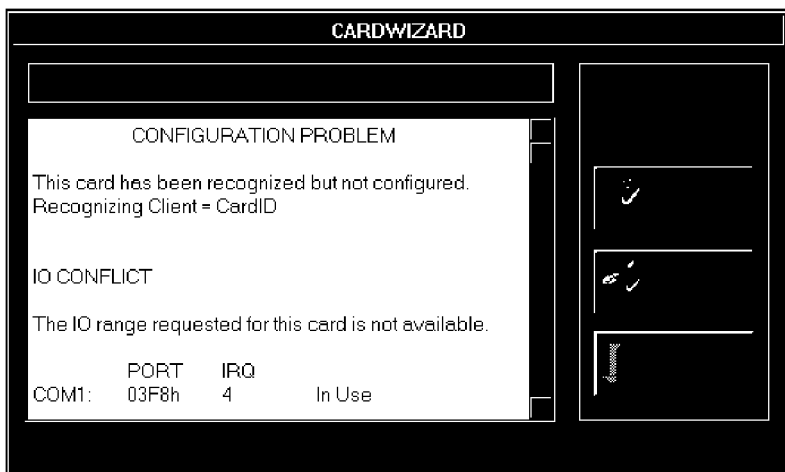 CARDWIZARD
CONFIGURATION PROBLEM
This card has been recognized but not configured.
Recognizing Client = CardID
IO CONFLICT
The IO range requested for this card is not available.
PORT IRQ
COM1: 03F8h 4 In Use